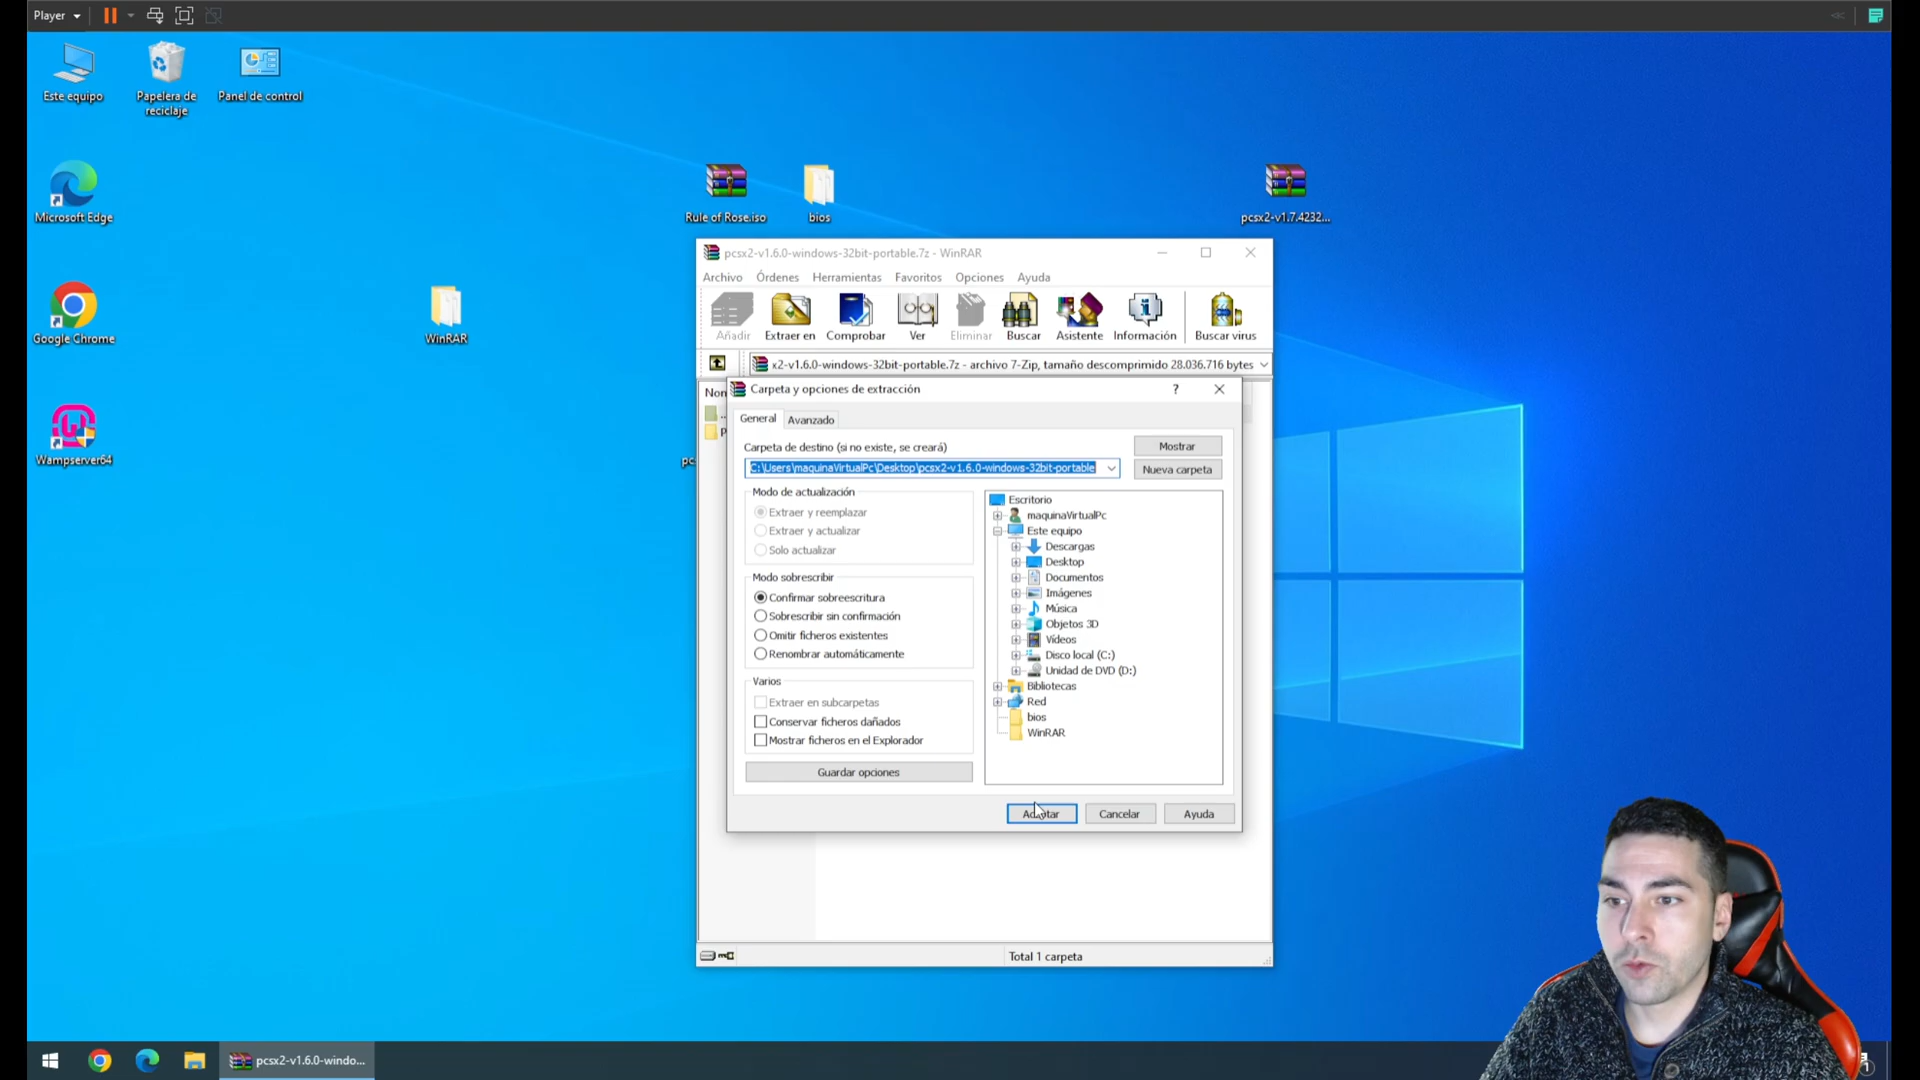 Player
Este equipo
Papelera de
reciclaje
Panel de control
Microsoft Edge
Google Chrome
Wampserver64
WinRAR
Rule of Rose.iso
bios
pcsx2-v1.7.4232...
pcsx2-v1.6.0-windows-32bit-portable.7z - WinRAR
Archivo Órdenes Herramientas Favoritos Opciones Ayuda
Añadir Extraer en Comprobar Ver Eliminar Buscar Asistente Información Buscar virus
x2-v1.6.0-windows-32bit-portable.7z - archivo 7-Zip, tamaño descomprimido 28.036.716 bytes
Nom
..
P
pc
Carpeta y opciones de extracción
?
General Avanzado
Carpeta de destino (si no existe, se creará)
C:\Users\maquinaVirtualPc\Desktop\pcsx2-v1.6.0-windows-32bit-portable
Mostrar
Nueva carpeta
Modo de actualización
Extraer y reemplazar
Extraer y actualizar
Solo actualizar
Modo sobrescribir
Confirmar sobreescritura
Sobrescribir sin confirmación
Omitir ficheros existentes
Renombrar automáticamente
Varios
Extraer en subcarpetas
Conservar ficheros dañados
Mostrar ficheros en el Explorador
Guardar opciones
Escritorio
maquinaVirtualPc
Este equipo
Descargas
Desktop
Documentos
Imágenes
Música
Objetos 3D
Vídeos
Disco local (C:)
Unidad de DVD (D:)
Bibliotecas
Red
bios
WinRAR
Aceptar Cancelar Ayuda
Total 1 carpeta
pcsx2-v1.6.0-windo...
1